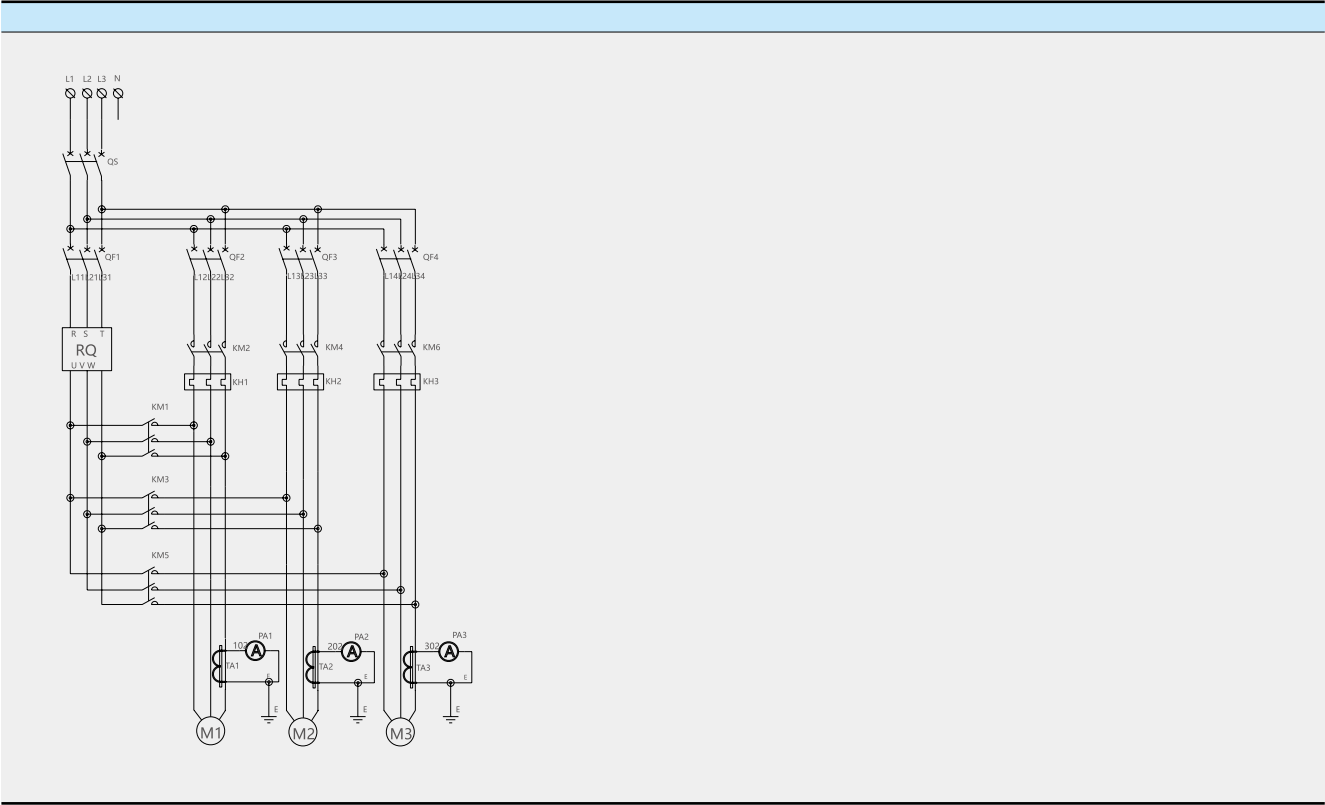 L1 L2 L3 N
QS
QF1 QF2 QF3 QF4
L11L21L31 L12L22L32 L13L23L33 L14L24L34
R S T
RQ
U V W
KM2 KM4 KM6
KH1 KH2 KH3
KM1
KM3
KM5
PA1 PA2 PA3
102 A 202 A 302 A
TA1 TA2 TA3
E E E
E E E
M1 M2 M3